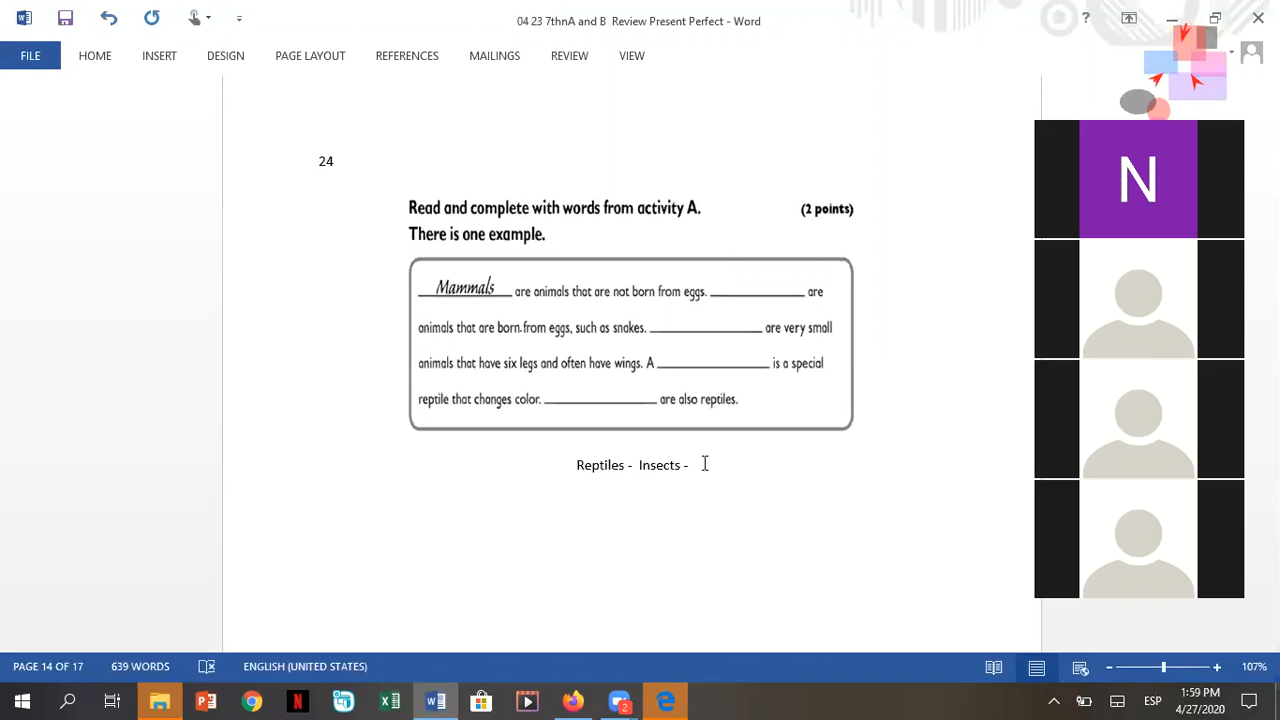 04 23 7thnA and B Review Present Perfect - Word
?
FILE HOME INSERT DESIGN PAGE LAYOUT REFERENCES MAILINGS REVIEW VIEW
24
N
Read and complete with words from activity A. (2 points)
There is one example.
Mammals are animals that are not born from eggs. ____________ are
animals that are born from eggs, such as snakes. ____________ are very small
animals that have six legs and often have wings. A ____________ is a special
reptile that changes color. ____________ are also reptiles.
Reptiles - Insects -
PAGE 14 OF 17 639 WORDS ENGLISH (UNITED STATES) 107%
ESP
1:59 PM
4/27/2020
2